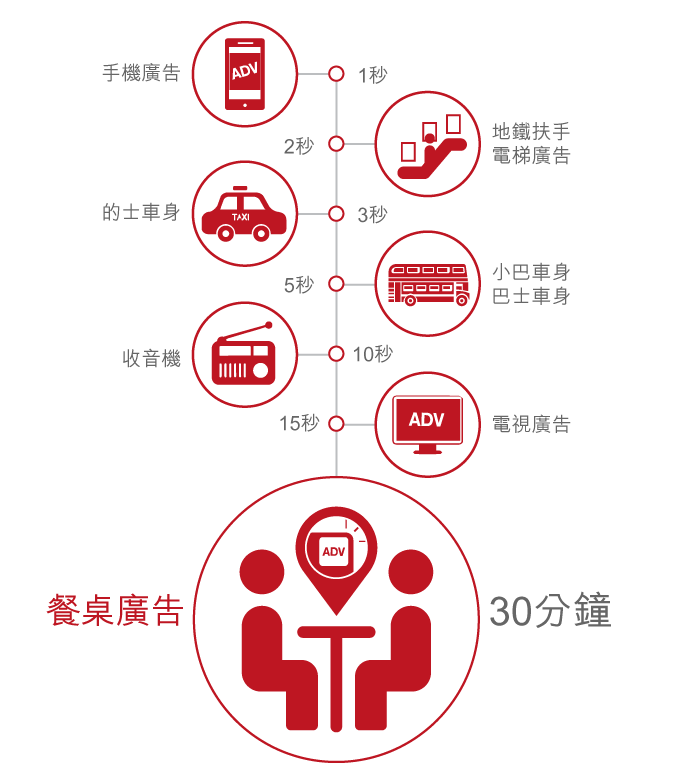 ADV
手機廣告
1秒
2秒
地鐵扶手
電梯廣告
TAXI
的士車身
3秒
5秒
小巴車身
巴士車身
收音機
10秒
15秒
ADV
電視廣告
ADV
餐桌廣告
30分鐘